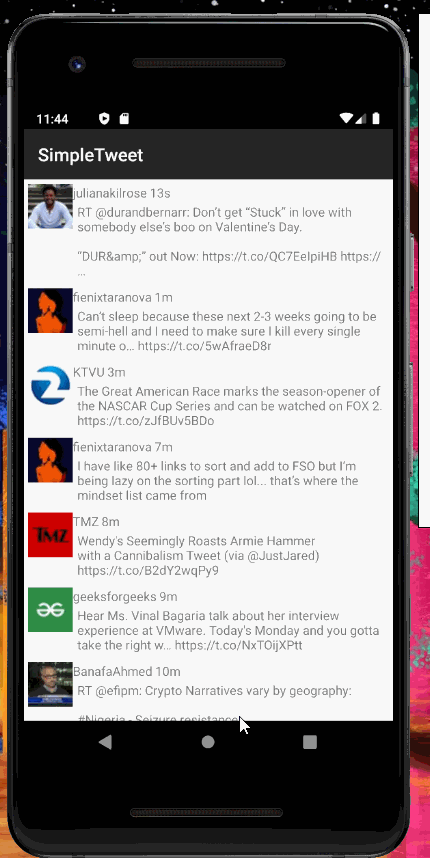 11:44
SimpleTweet
julianakilrose 13s
RT @durandbernarr: Don't get “Stuck” in love with
somebody else's boo on Valentine's Day.
“DUR&amp;” out Now: https://t.co/QC7EeIpiHB https://
…
fienixtaranova 1m
Can't sleep because these next 2-3 weeks going to be
semi-hell and I need to make sure I kill every single
minute o… https://t.co/5wAfraeD8r
KTVU 3m
The Great American Race marks the season-opener of
the NASCAR Cup Series and can be watched on FOX 2.
https://t.co/zJfBUv5BDo
fienixtaranova 7m
I have like 80+ links to sort and add to FSO but I'm
being lazy on the sorting part lol... that's where the
mindset list came from
TMZ
TMZ 8m
Wendy's Seemingly Roasts Armie Hammer
with a Cannibalism Tweet (via @JustJared)
https://t.co/B2dY2wqPy9
geeksforgeeks 9m
Hear Ms. Vinal Bagaria talk about her interview
experience at VMware. Today's Monday and you gotta
take the right w… https://t.co/NxTOijXPtt
BanafaAhmed 10m
RT @efipm: Crypto Narratives vary by geography:
#Nigeria - Seizure resistance